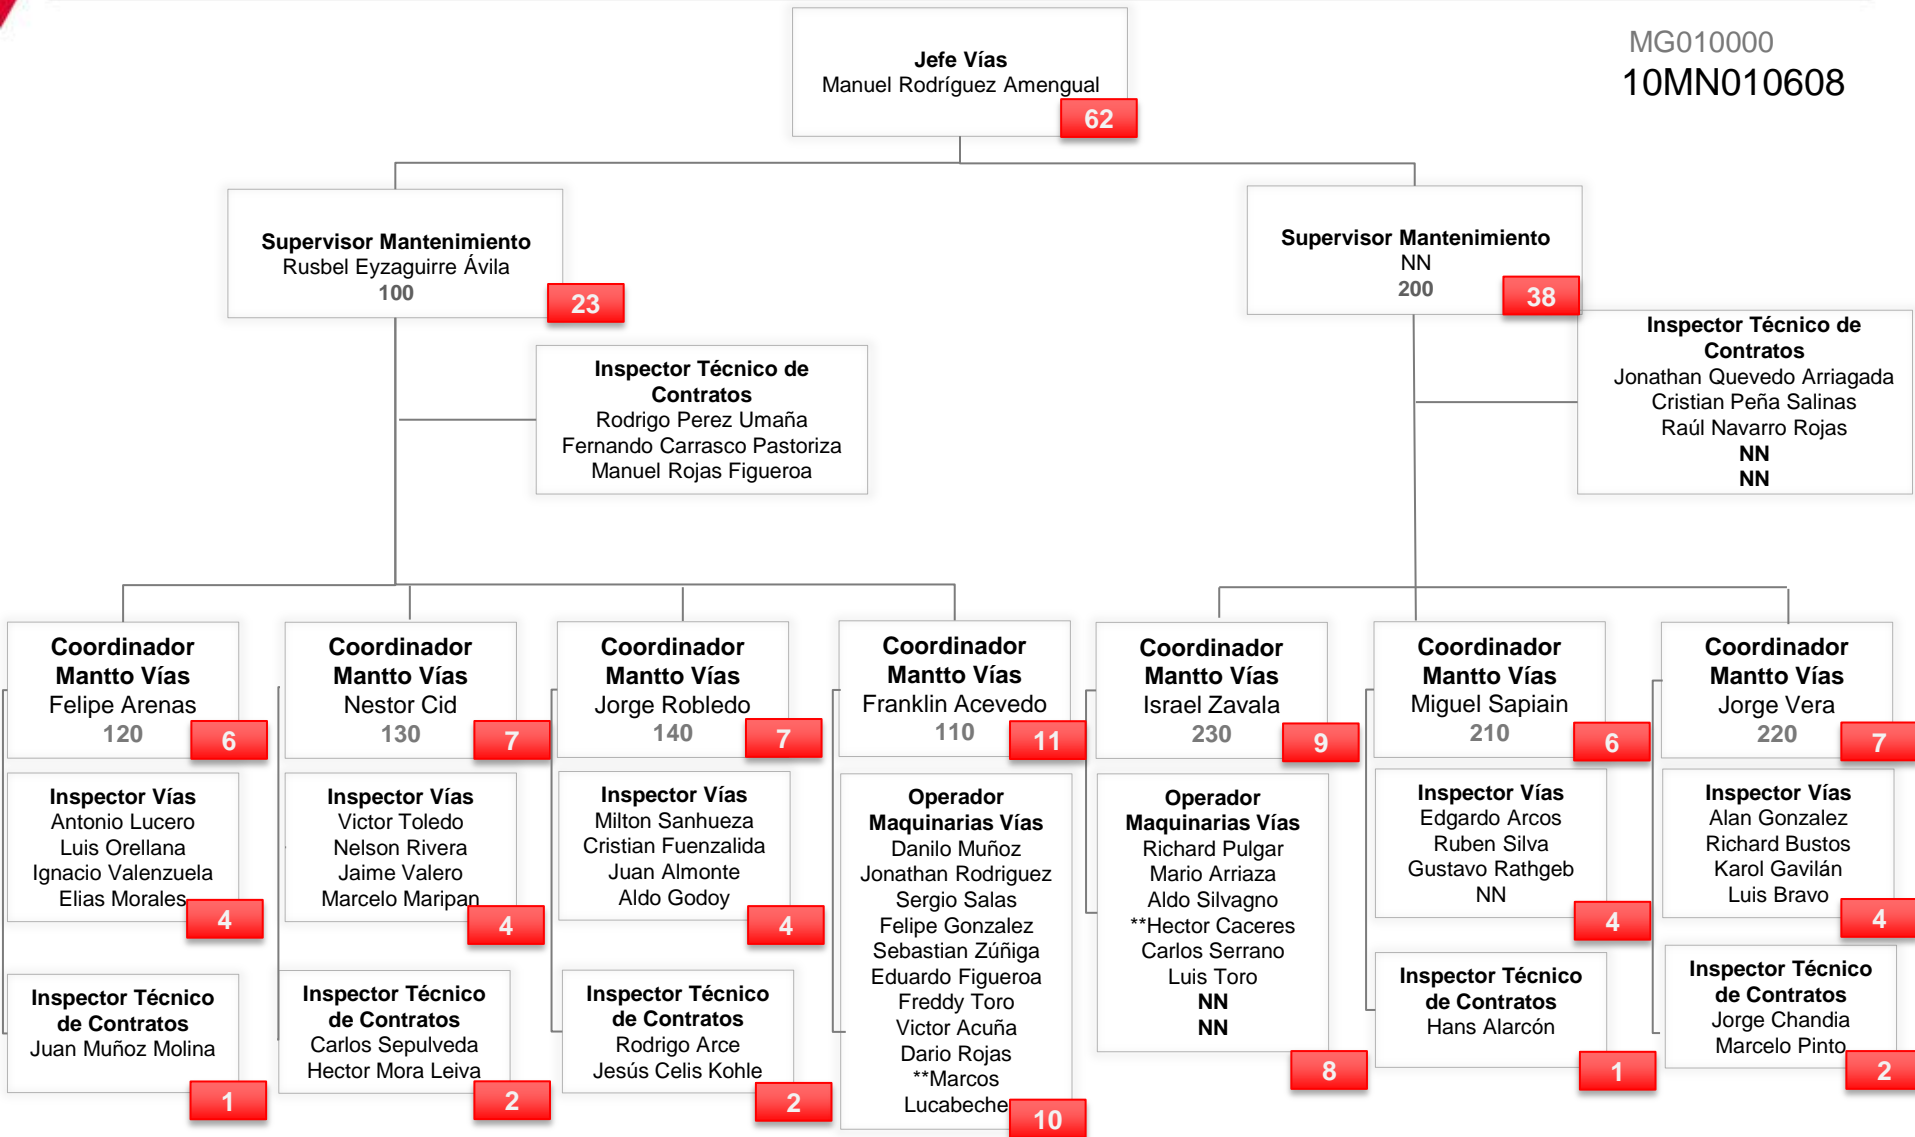 MG010000
10MN010608
Jefe Vías
Manuel Rodríguez Amengual
62
Supervisor Mantenimiento
Rusbel Eyzaguirre Ávila
100
23
Supervisor Mantenimiento
NN
200
38
Inspector Técnico de
Contratos
Rodrigo Perez Umaña
Fernando Carrasco Pastoriza
Manuel Rojas Figueroa
Inspector Técnico de
Contratos
Jonathan Quevedo Arriagada
Cristian Peña Salinas
Raúl Navarro Rojas
NN
NN
Coordinador
Mantto Vías
Felipe Arenas
120
6
Inspector Vías
Antonio Lucero
Luis Orellana
Ignacio Valenzuela
Elias Morales
4
Inspector Técnico
de Contratos
Juan Muñoz Molina
1
Coordinador
Mantto Vías
Nestor Cid
130
7
Inspector Vías
Victor Toledo
Nelson Rivera
Jaime Valero
Marcelo Maripan
4
Inspector Técnico
de Contratos
Carlos Sepulveda
Hector Mora Leiva
2
Coordinador
Mantto Vías
Jorge Robledo
140
7
Inspector Vías
Milton Sanhueza
Cristian Fuenzalida
Juan Almonte
Aldo Godoy
4
Inspector Técnico
de Contratos
Rodrigo Arce
Jesús Celis Kohle
2
Coordinador
Mantto Vías
Franklin Acevedo
110
11
Operador
Maquinarias Vías
Danilo Muñoz
Jonathan Rodriguez
Sergio Salas
Felipe Gonzalez
Sebastian Zúñiga
Eduardo Figueroa
Freddy Toro
Victor Acuña
Dario Rojas
**Marcos
Lucabeche
10
Coordinador
Mantto Vías
Israel Zavala
230
9
Operador
Maquinarias Vías
Richard Pulgar
Mario Arriaza
Aldo Silvagno
**Hector Caceres
Carlos Serrano
Luis Toro
NN
NN
8
Coordinador
Mantto Vías
Miguel Sapiain
210
6
Inspector Vías
Edgardo Arcos
Ruben Silva
Gustavo Rathgeb
NN
4
Inspector Técnico
de Contratos
Hans Alarcón
1
Coordinador
Mantto Vías
Jorge Vera
220
7
Inspector Vías
Alan Gonzalez
Richard Bustos
Karol Gavilán
Luis Bravo
4
Inspector Técnico
de Contratos
Jorge Chandia
Marcelo Pinto
2